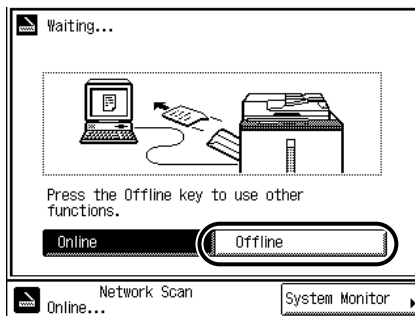 Waiting...
Press the Offline key to use other
functions.
Online
Offline
Network Scan
Online...
System Monitor